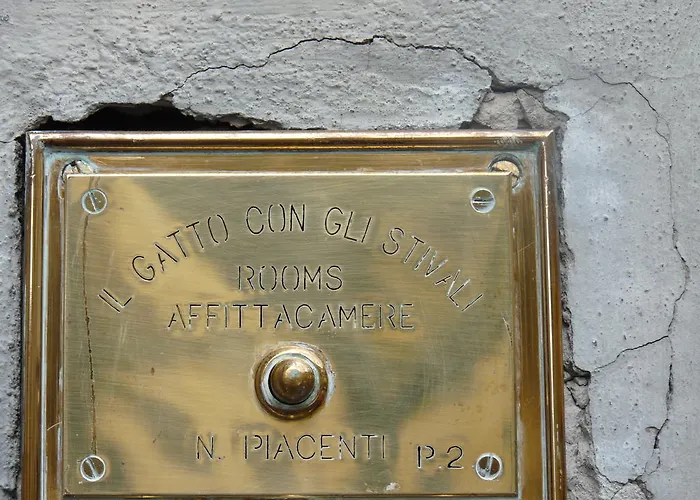 IL GATTO CON GLI STIVALI
ROOMS
AFFITTACAMERE
N. PIACENTI P.2